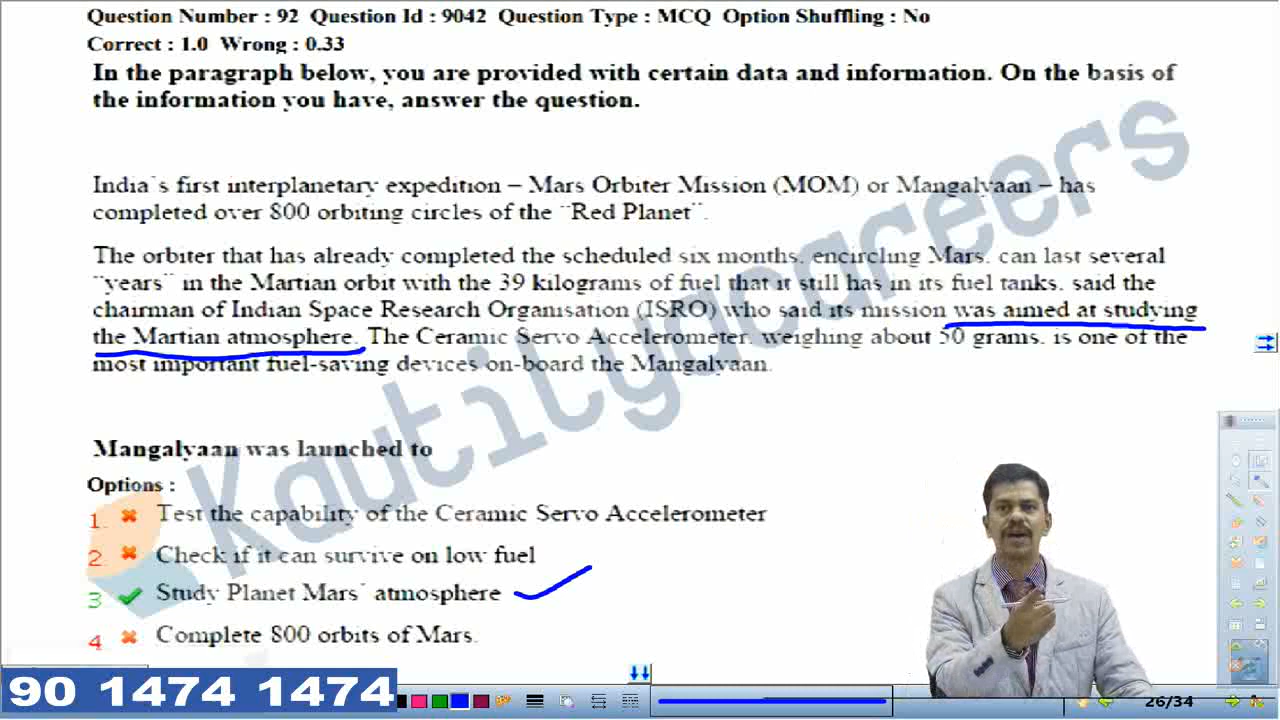 Question Number : 92 Question Id : 9042 Question Type : MCQ Option Shuffling : No
Correct : 1.0 Wrong : 0.33
In the paragraph below, you are provided with certain data and information. On the basis of
the information you have, answer the question.
India's first interplanetary expedition – Mars Orbiter Mission (MOM) or Mangalyaan – has
completed over 800 orbiting circles of the "Red Planet".
The orbiter that has already completed the scheduled six months, encircling Mars, can last several
"years" in the Martian orbit with the 39 kilograms of fuel that it still has in its fuel tanks, said the
chairman of Indian Space Research Organisation (ISRO) who said its mission was aimed at studying
the Martian atmosphere. The Ceramic Servo Accelerometer, weighing about 50 grams, is one of the
most important fuel-saving devices on-board the Mangalyaan.
Mangalyaan was launched to
Options :
1. Test the capability of the Ceramic Servo Accelerometer
2. Check if it can survive on low fuel
3 Study Planet Mars' atmosphere
4. Complete 800 orbits of Mars.
Kautilyacareers
90 1474 1474
26/34